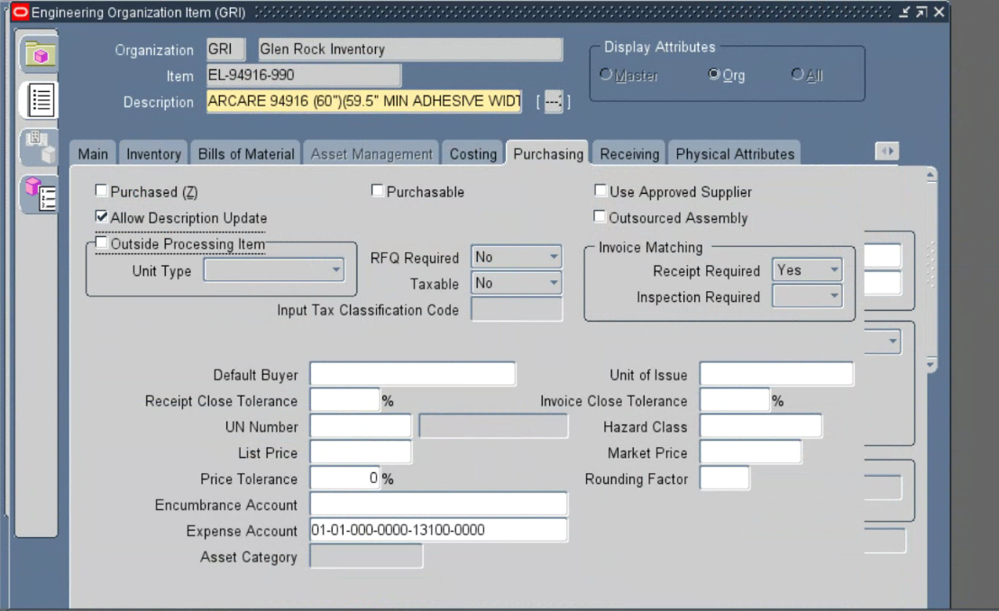 Engineering Organization Item (GRI)
Organization GRI Glen Rock Inventory
Display Attributes
Item EL-94916-990
Master Org All
Description ARCARE 94916 (60")(59.5" MIN ADHESIVE WIDT [ ]
Main Inventory Bills of Material Asset Management Costing Purchasing Receiving Physical Attributes
Purchased (Z) Purchasable Use Approved Supplier
Allow Description Update Outsourced Assembly
Outside Processing Item RFQ Required No Invoice Matching
Unit Type Taxable No Receipt Required Yes
Input Tax Classification Code Inspection Required
Default Buyer Unit of Issue
Receipt Close Tolerance % Invoice Close Tolerance %
UN Number Hazard Class
List Price Market Price
Price Tolerance 0 % Rounding Factor
Encumbrance Account
Expense Account 01-01-000-0000-13100-0000
Asset Category